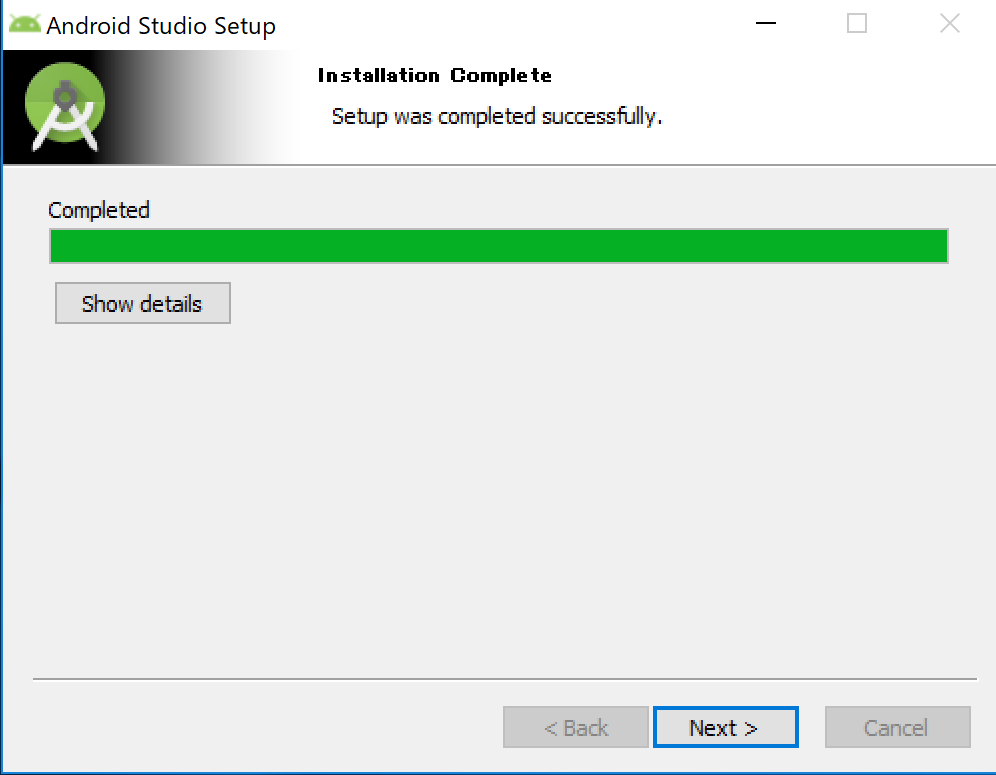 Android Studio Setup
Installation Complete
Setup was completed successfully.
Completed
Show details
< Back
Next >
Cancel